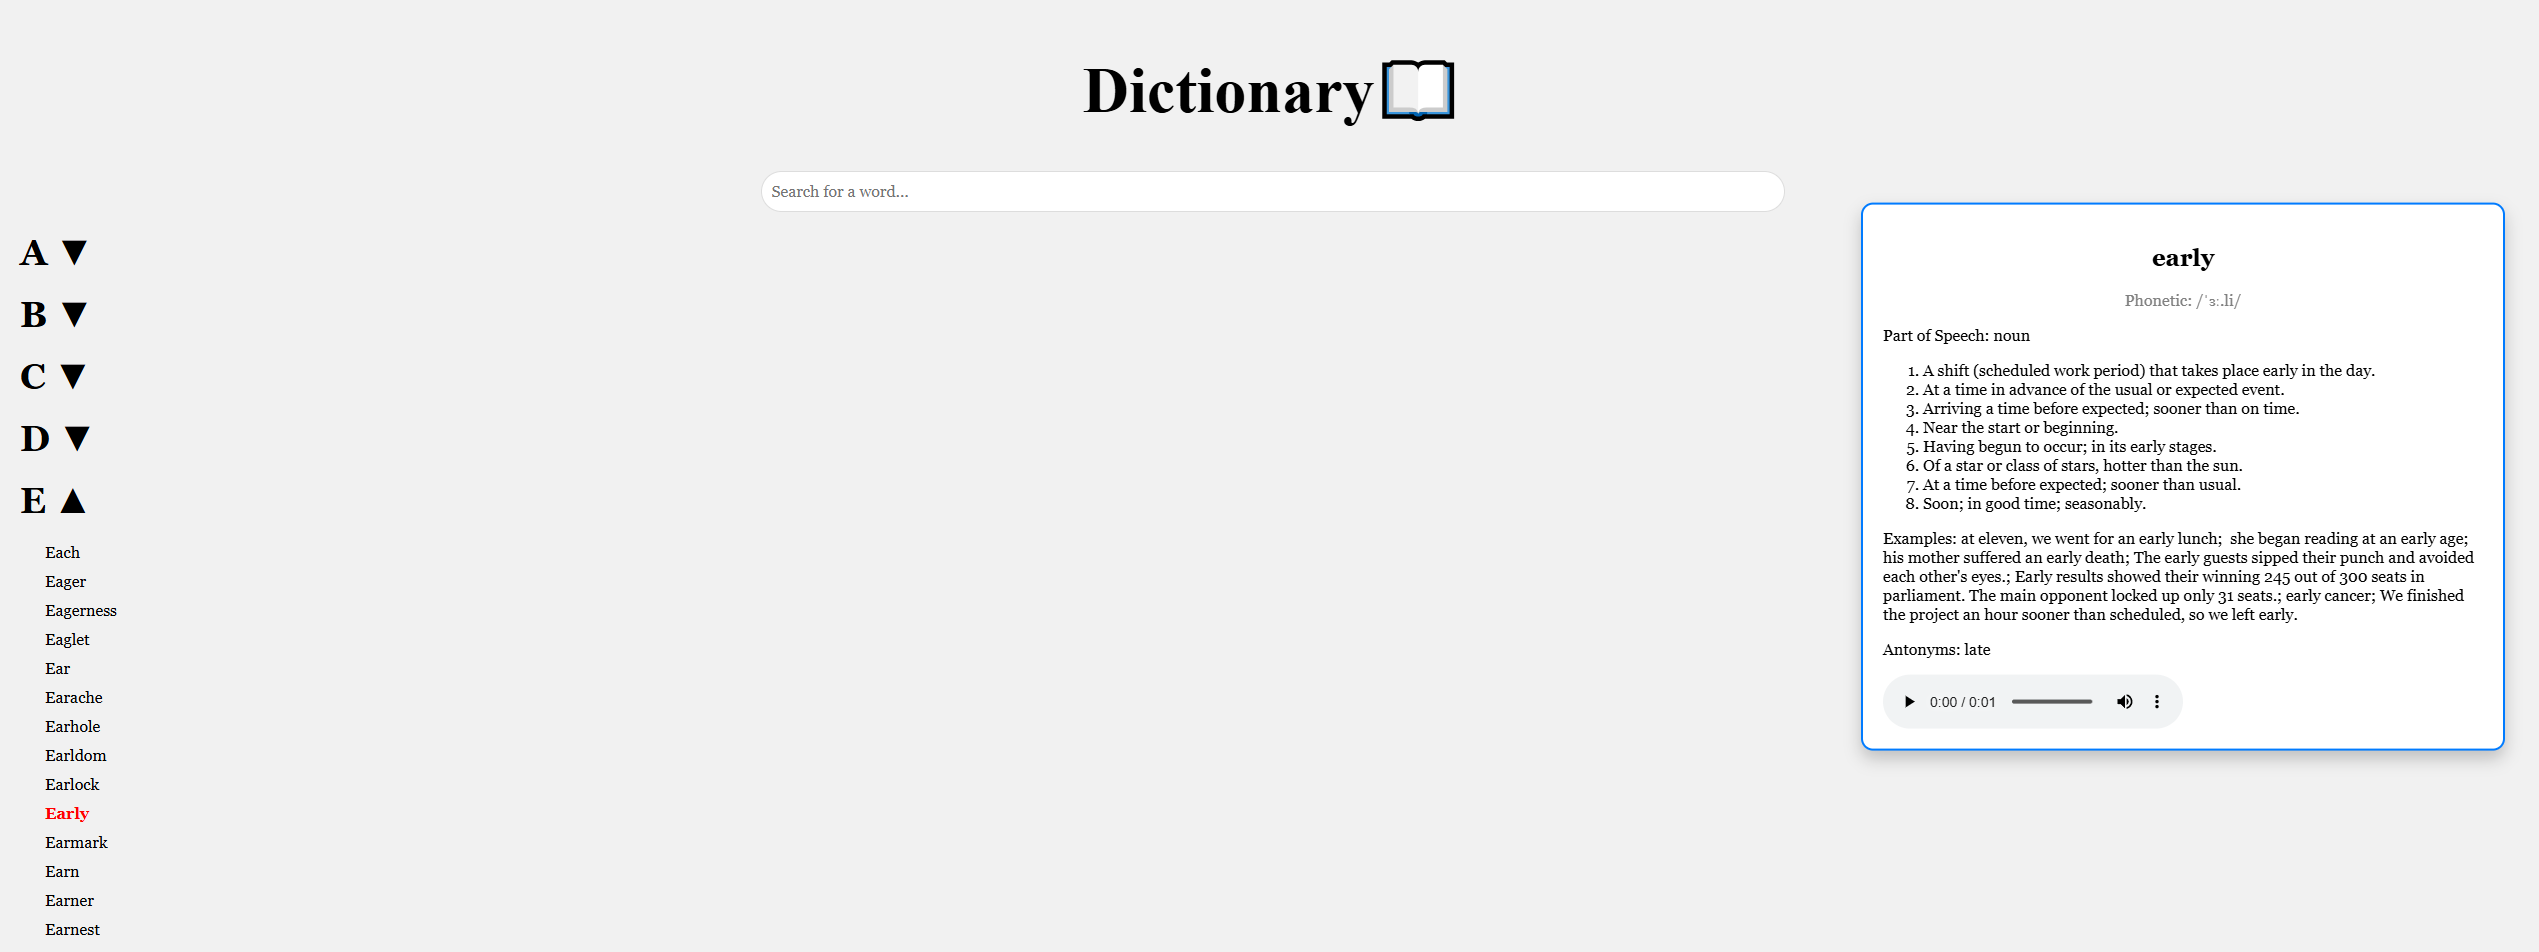 Dictionary
Search for a word...
A ▼
B ▼
C ▼
D ▼
E ▲
Each
Eager
Eagerness
Eaglet
Ear
Earache
Earhole
Earldom
Earlock
Early
Earmark
Earn
Earner
Earnest
early
Phonetic: /ˈɜː.li/
Part of Speech: noun
1. A shift (scheduled work period) that takes place early in the day.
2. At a time in advance of the usual or expected event.
3. Arriving a time before expected; sooner than on time.
4. Near the start or beginning.
5. Having begun to occur; in its early stages.
6. Of a star or class of stars, hotter than the sun.
7. At a time before expected; sooner than usual.
8. Soon; in good time; seasonably.
Examples: at eleven, we went for an early lunch;  she began reading at an early age;
his mother suffered an early death; The early guests sipped their punch and avoided
each other's eyes.; Early results showed their winning 245 out of 300 seats in
parliament. The main opponent locked up only 31 seats.; early cancer; We finished
the project an hour sooner than scheduled, so we left early.
Antonyms: late
0:00 / 0:01